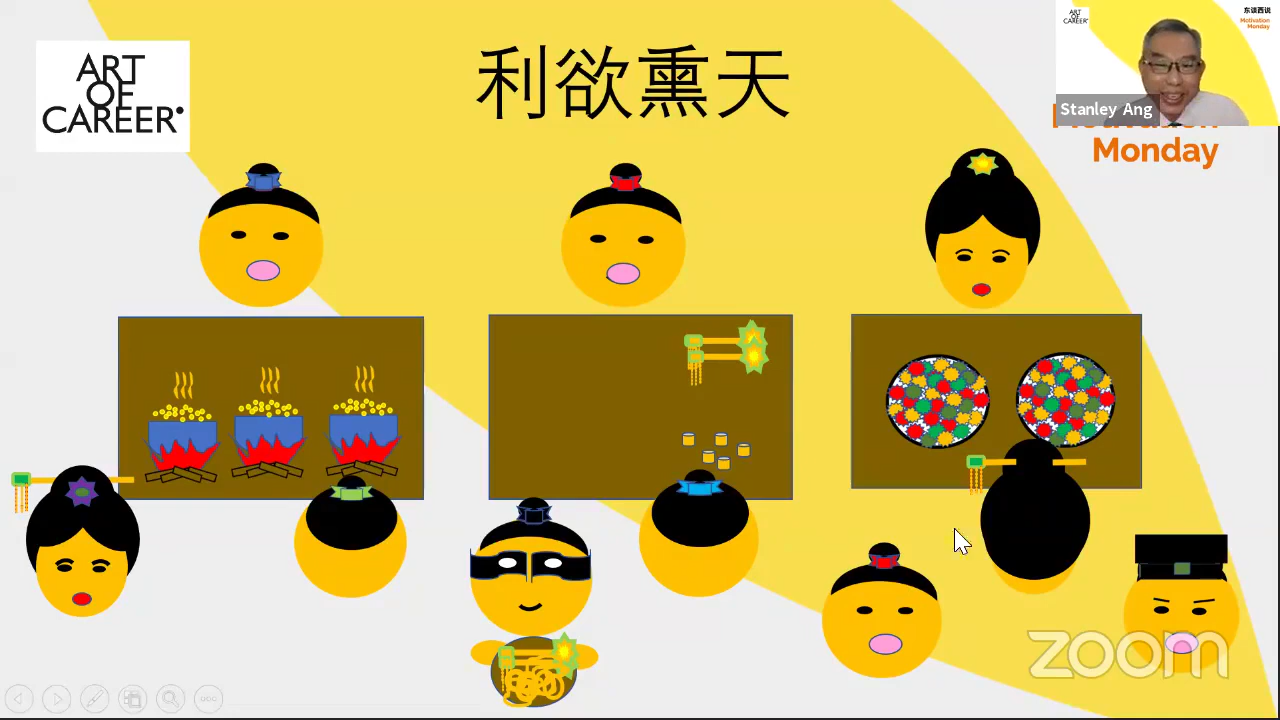 ART
OF
CAREER
利欲熏天
ART
OF
CAREER
东谈西说
Motivation
Monday
Stanley Ang
Motivation
Monday
zoom